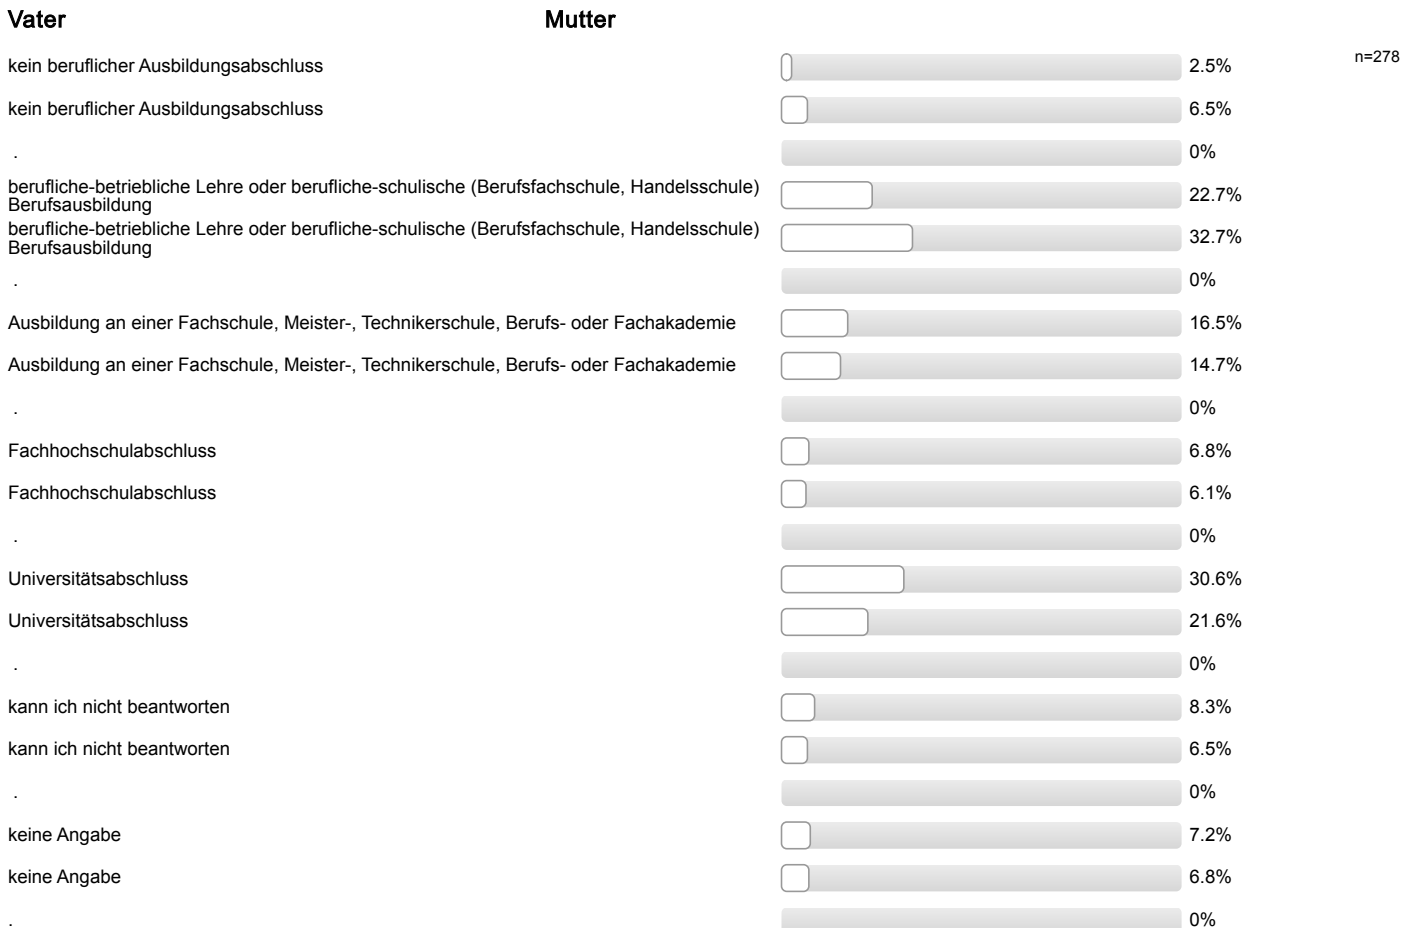 Vater Mutter
kein beruflicher Ausbildungsabschluss 2.5% n=278
kein beruflicher Ausbildungsabschluss 6.5%
. 0%
berufliche-betriebliche Lehre oder berufliche-schulische (Berufsfachschule, Handelsschule)
Berufsausbildung 22.7%
berufliche-betriebliche Lehre oder berufliche-schulische (Berufsfachschule, Handelsschule)
Berufsausbildung 32.7%
. 0%
Ausbildung an einer Fachschule, Meister-, Technikerschule, Berufs- oder Fachakademie 16.5%
Ausbildung an einer Fachschule, Meister-, Technikerschule, Berufs- oder Fachakademie 14.7%
. 0%
Fachhochschulabschluss 6.8%
Fachhochschulabschluss 6.1%
. 0%
Universitätsabschluss 30.6%
Universitätsabschluss 21.6%
. 0%
kann ich nicht beantworten 8.3%
kann ich nicht beantworten 6.5%
. 0%
keine Angabe 7.2%
keine Angabe 6.8%
. 0%